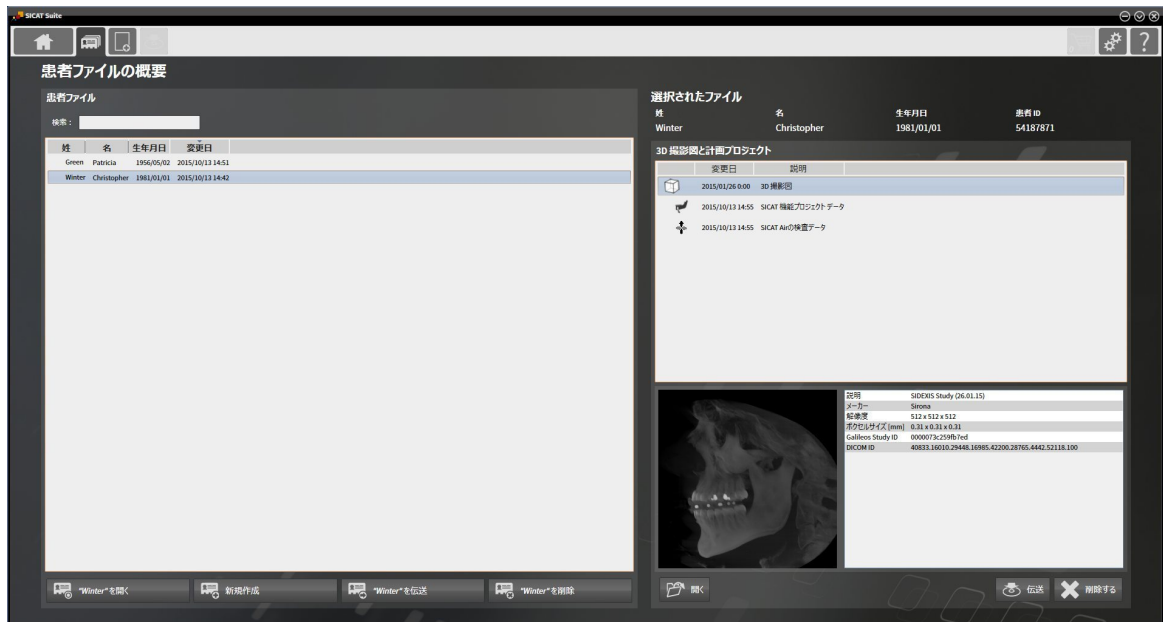 SICAT Suite
患者ファイルの概要
患者ファイル
検索：
姓 名 生年月日 変更日
Green Patricia 1956/05/02 2015/10/13 14:51
Winter Christopher 1981/01/01 2015/10/13 14:42
"Winter"を開く
新規作成
"Winter"を伝送
"Winter"を削除
選択されたファイル
姓 名 生年月日 患者 ID
Winter Christopher 1981/01/01 54187871
3D 撮影図と計画プロジェクト
変更日 説明
2015/01/26 0:00 3D 撮影図
2015/10/13 14:55 SICAT 機能プロジェクト データ
2015/10/13 14:55 SICAT Airの検査データ
説明 SIDEXIS Study (26.01.15)
メーカー Sirona
解像度 512 x 512 x 512
ボクセルサイズ [mm] 0.31 x 0.31 x 0.31
Galileos Study ID 0000073c259fb7ed
DICOM ID 40833.16010.29448.16985.42200.28765.4442.52118.100
開く
伝送
削除する